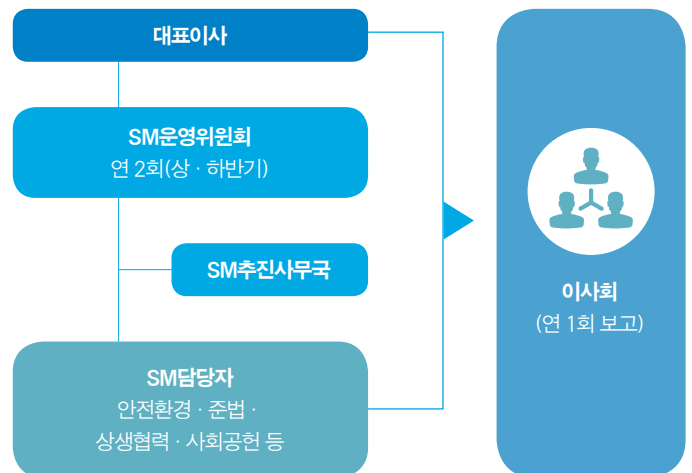 대표이사
SM운영위원회
연 2회(상 · 하반기)
SM추진사무국
SM담당자
안전환경 · 준법 ·
상생협력 · 사회공헌 등
이사회
(연 1회 보고)